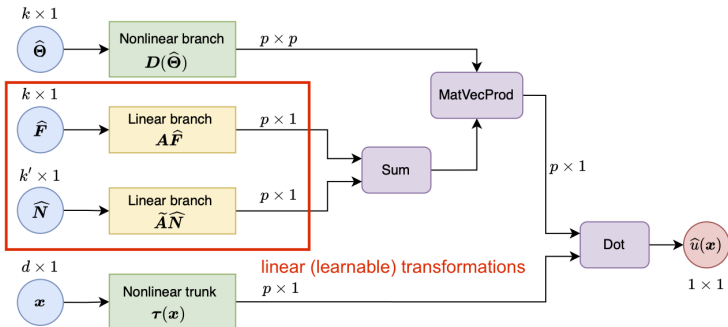 k × 1
Θ̂
Nonlinear branch
D(Θ̂)
p × p
MatVecProd
k × 1
F̂
Linear branch
AF̂
p × 1
Sum
k′ × 1
N̂
Linear branch
ÃN̂
p × 1
p × 1
Dot
û(x)
1 × 1
linear (learnable) transformations
d × 1
x
Nonlinear trunk
τ(x)
p × 1